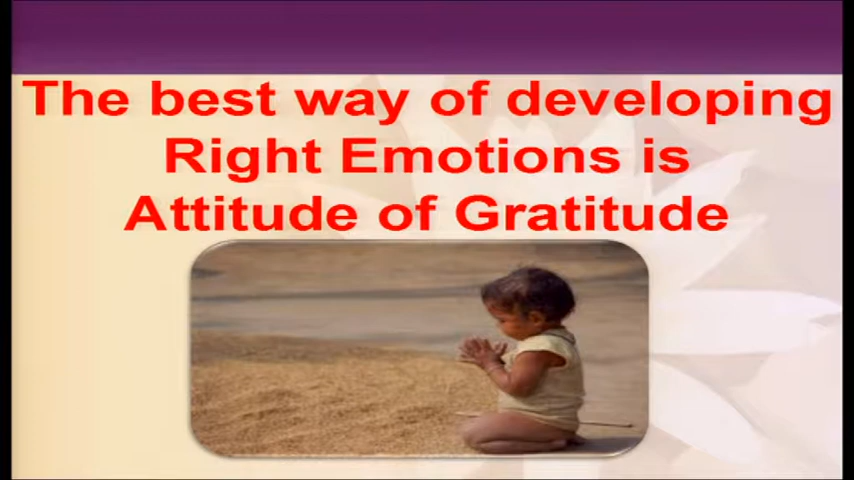 The best way of developing
Right Emotions is
Attitude of Gratitude